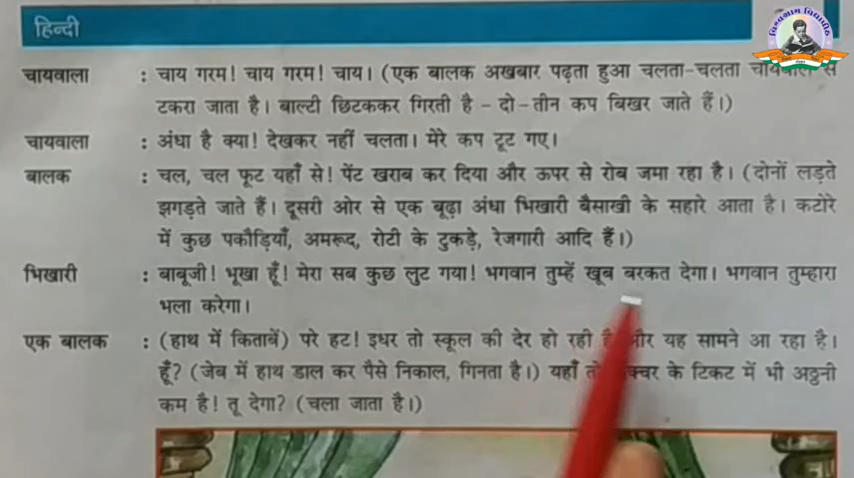 हिन्दी
विश्वग्राम विद्यापीठ
चायवाला : चाय गरम! चाय गरम! चाय। (एक बालक अखबार पढ़ता हुआ चलता-चलता चायवाले से
टकरा जाता है। बाल्टी छिटककर गिरती है - दो-तीन कप बिखर जाते हैं।)
चायवाला : अंधा है क्या! देखकर नहीं चलता। मेरे कप टूट गए।
बालक : चल, चल फूट यहाँ से! पेंट खराब कर दिया और ऊपर से रोब जमा रहा है। (दोनों लड़ते
झगड़ते जाते हैं। दूसरी ओर से एक बूढ़ा अंधा भिखारी बैसाखी के सहारे आता है। कटोरे
में कुछ पकौड़ियाँ, अमरूद, रोटी के टुकड़े, रेजगारी आदि हैं।)
भिखारी : बाबूजी! भूखा हूँ! मेरा सब कुछ लुट गया! भगवान तुम्हें खूब बरकत देगा। भगवान तुम्हारा
भला करेगा।
एक बालक : (हाथ में किताबें) परे हट! इधर तो स्कूल की देर हो रही है और यह सामने आ रहा है।
हूँ? (जेब में हाथ डाल कर पैसे निकाल, गिनता है।) यहाँ के टिकट में भी अठ्ठनी
कम है! तू देगा? (चला जाता है।)